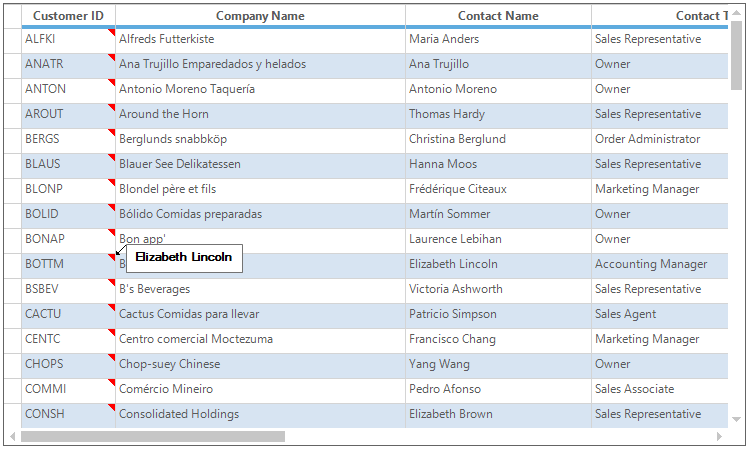 Customer ID Company Name Contact Name Contact T
ALFKI Alfreds Futterkiste Maria Anders Sales Representative
ANATR Ana Trujillo Emparedados y helados Ana Trujillo Owner
ANTON Antonio Moreno Taquería Antonio Moreno Owner
AROUT Around the Horn Thomas Hardy Sales Representative
BERGS Berglunds snabbköp Christina Berglund Order Administrator
BLAUS Blauer See Delikatessen Hanna Moos Sales Representative
BLONP Blondel père et fils Frédérique Citeaux Marketing Manager
BOLID Bólido Comidas preparadas Martín Sommer Owner
BONAP Bon app' Laurence Lebihan Owner
Elizabeth Lincoln
BOTTM B Elizabeth Lincoln Accounting Manager
BSBEV B's Beverages Victoria Ashworth Sales Representative
CACTU Cactus Comidas para llevar Patricio Simpson Sales Agent
CENTC Centro comercial Moctezuma Francisco Chang Marketing Manager
CHOPS Chop-suey Chinese Yang Wang Owner
COMMI Comércio Mineiro Pedro Afonso Sales Associate
CONSH Consolidated Holdings Elizabeth Brown Sales Representative